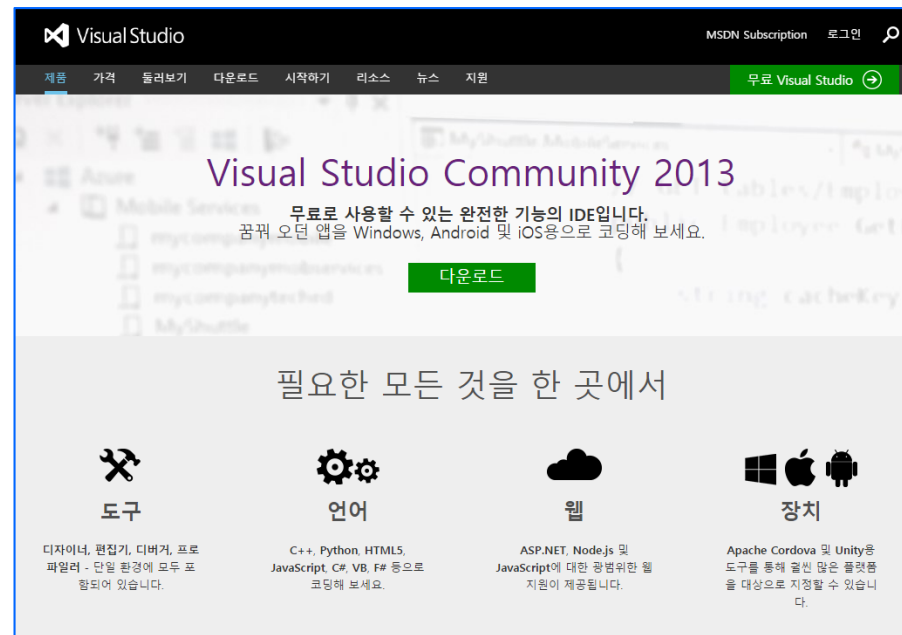 Visual Studio
MSDN Subscription 로그인
제품 가격 둘러보기 다운로드 시작하기 리소스 뉴스 지원
무료 Visual Studio
Visual Studio Community 2013
무료로 사용할 수 있는 완전한 기능의 IDE입니다.
꿈꿔 오던 앱을 Windows, Android 및 iOS용으로 코딩해 보세요.
다운로드
Azure
Mobile Services
mycompanymobservices
mycompanyteched
MyShuttle
string cacheKey
필요한 모든 것을 한 곳에서
도구
디자이너, 편집기, 디버거, 프로
파일러 - 단일 환경에 모두 포
함되어 있습니다.
언어
C++, Python, HTML5,
JavaScript, C#, VB, F# 등으로
코딩해 보세요.
웹
ASP.NET, Node.js 및
JavaScript에 대한 광범위한 웹
지원이 제공됩니다.
장치
Apache Cordova 및 Unity용
도구를 통해 훨씬 많은 플랫폼
을 대상으로 지정할 수 있습니
다.